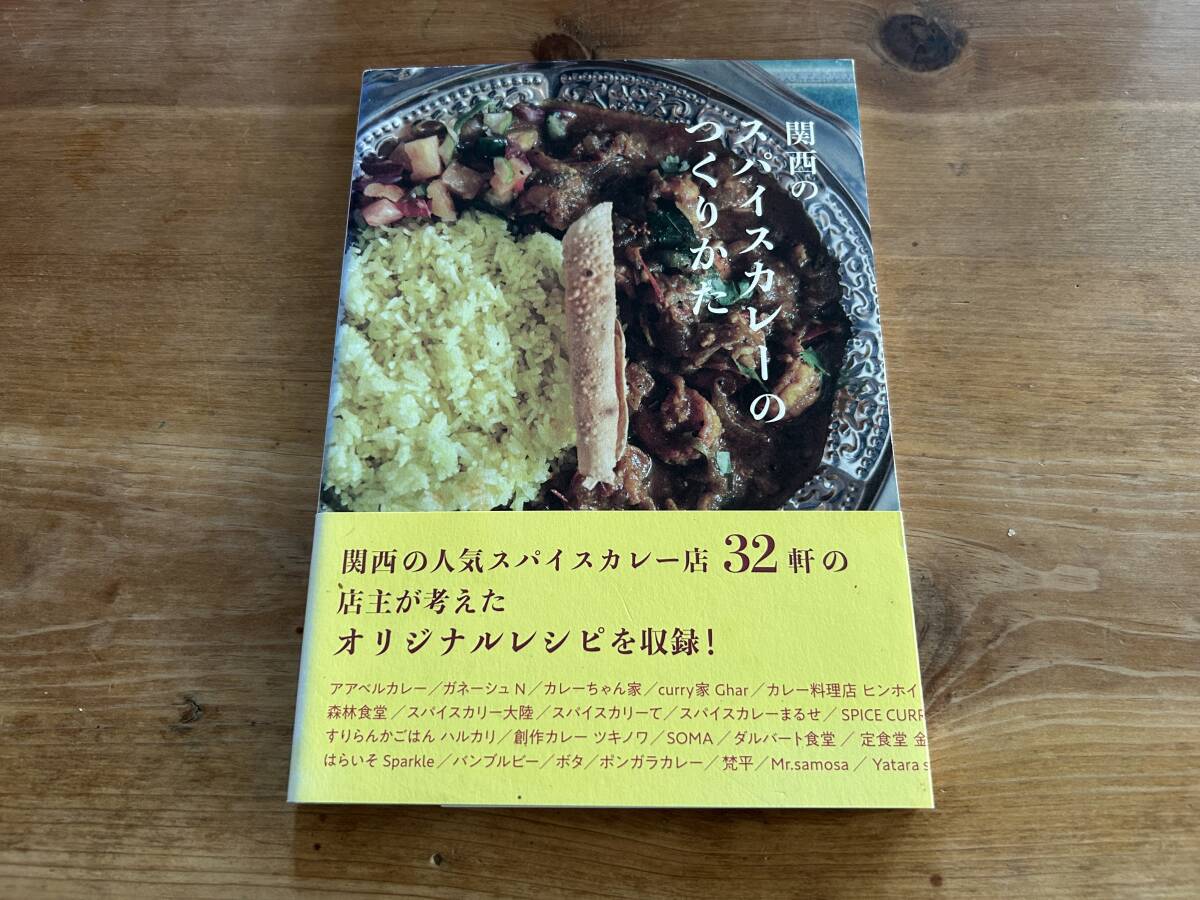 関西の
スパイスカレーの
つくりかた
関西の人気スパイスカレー店 32 軒の
店主が考えた
オリジナルレシピを収録!
アアベルカレー／ガネーシュ N／カレーちゃん家／curry家 Ghar／カレー料理店 ヒンホイ
森林食堂／スパイスカリー大陸／スパイスカリーて／スパイスカレーまるせ／SPICE CURR
すりらんかごはん ハルカリ／創作カレー ツキノワ／SOMA／ダルバート食堂／定食堂 金
はらいそ Sparkle／バンブルビー／ボタ／ポンガラカレー／梵平／Mr.samosa／Yatara s